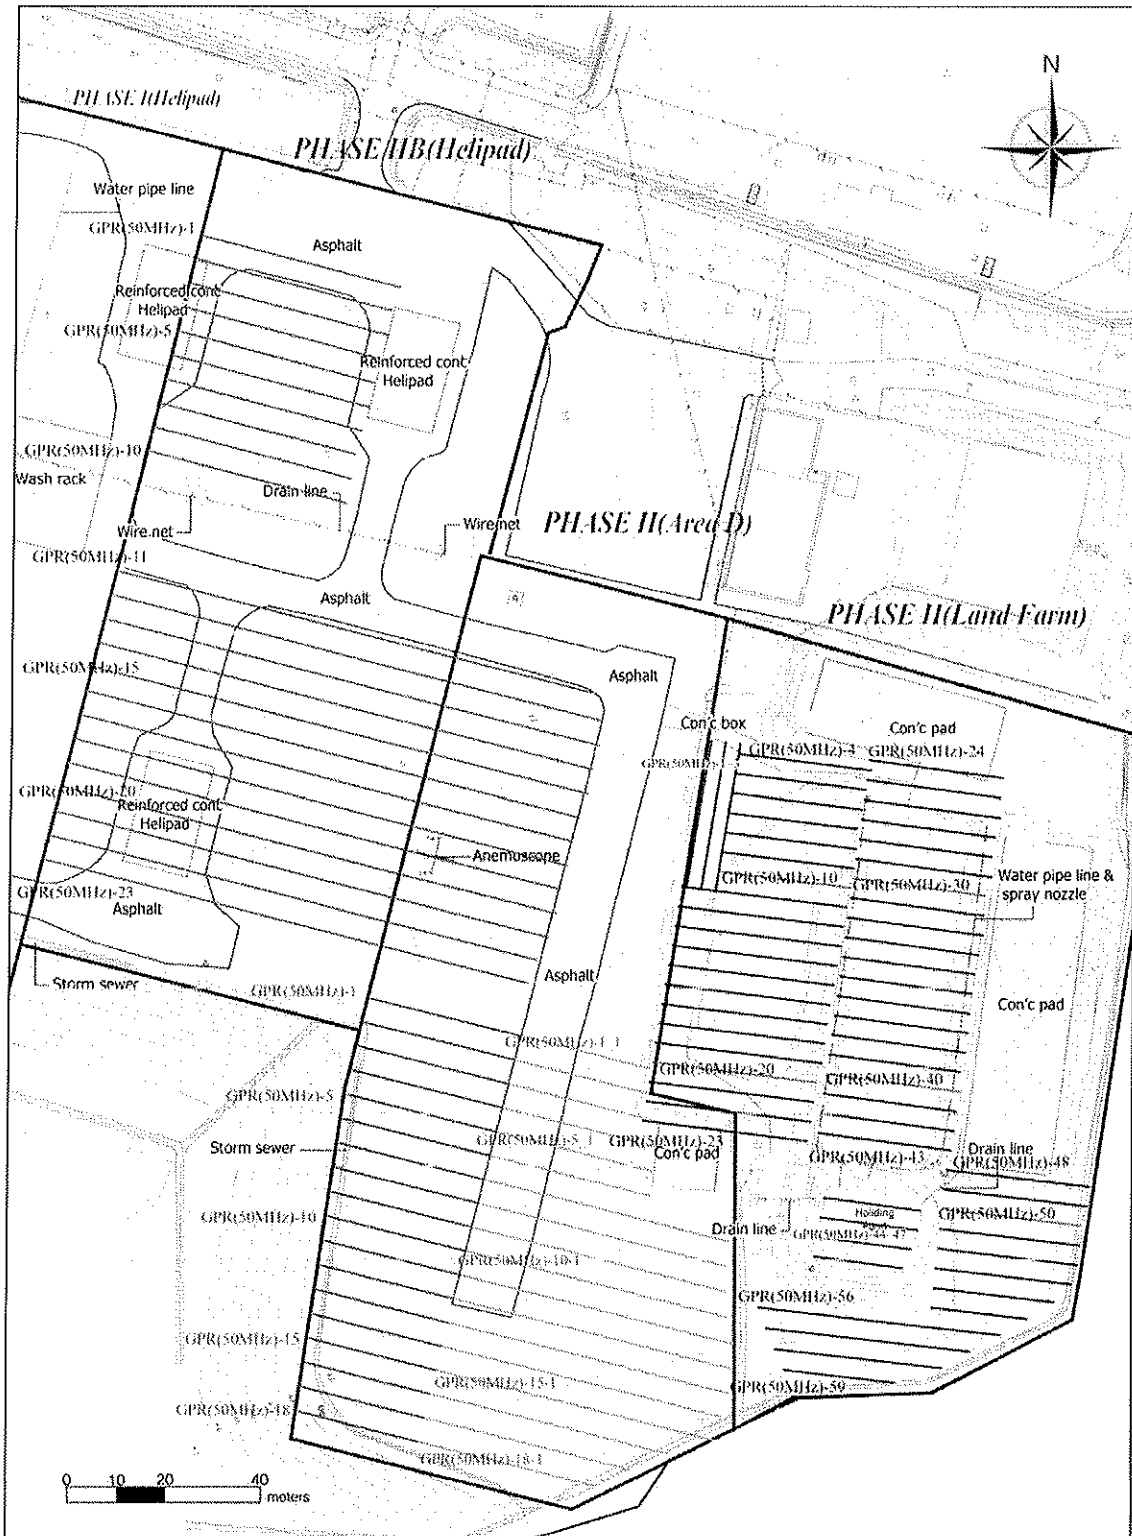 N
PHASE I(Helipad)
PHASE IIB(Helipad)
Water pipe line
GPR(50MHz)-1
Asphalt
Reinforced conc
Helipad
GPR(50MHz)-5
Reinforced cont
Helipad
GPR(50MHz)-10
Wash rack
Drain line
Wire net
Wire net
PHASE II(Area D)
GPR(50MHz)-11
Asphalt
PHASE II(Land Farm)
GPR(50MHz)-15
Asphalt
Con'c box
Con'c pad
GPR(50MHz)-4
GPR(50MHz)-24
GPR(50MHz)-20
Reinforced cont
Helipad
Anemuscope
GPR(50MHz)-10
GPR(50MHz)-30
Water pipe line &
spray nozzle
GPR(50MHz)-23
Asphalt
Asphalt
Storm sewer
GPR(50MHz)-1
Con'c pad
GPR(50MHz)-1-1
GPR(50MHz)-20
GPR(50MHz)-40
GPR(50MHz)-5
GPR(50MHz)-5-1
GPR(50MHz)-23
Storm sewer
Con'c pad
GPR(50MHz)-43
Drain line
GPR(50MHz)-48
GPR(50MHz)-10
Drain line
Holding
GPR(50MHz)-44~47
GPR(50MHz)-50
GPR(50MHz)-10-1
GPR(50MHz)-56
GPR(50MHz)-15
GPR(50MHz)-15-1
GPR(50MHz)-59
GPR(50MHz)-18
GPR(50MHz)-18-1
0 10 20 40
moters